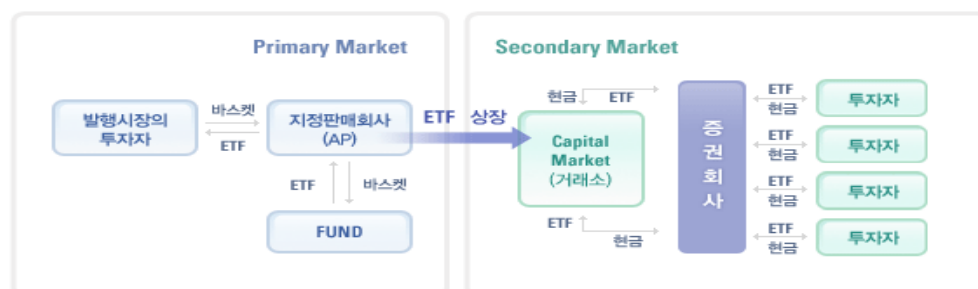 Primary Market
Secondary Market
발행시장의
투자자
바스켓
ETF
지정판매회사
(AP)
ETF
바스켓
FUND
ETF 상장
현금
ETF
Capital
Market
(거래소)
ETF
현금
증
권
회
사
ETF
현금
투자자
ETF
현금
투자자
ETF
현금
투자자
ETF
현금
투자자